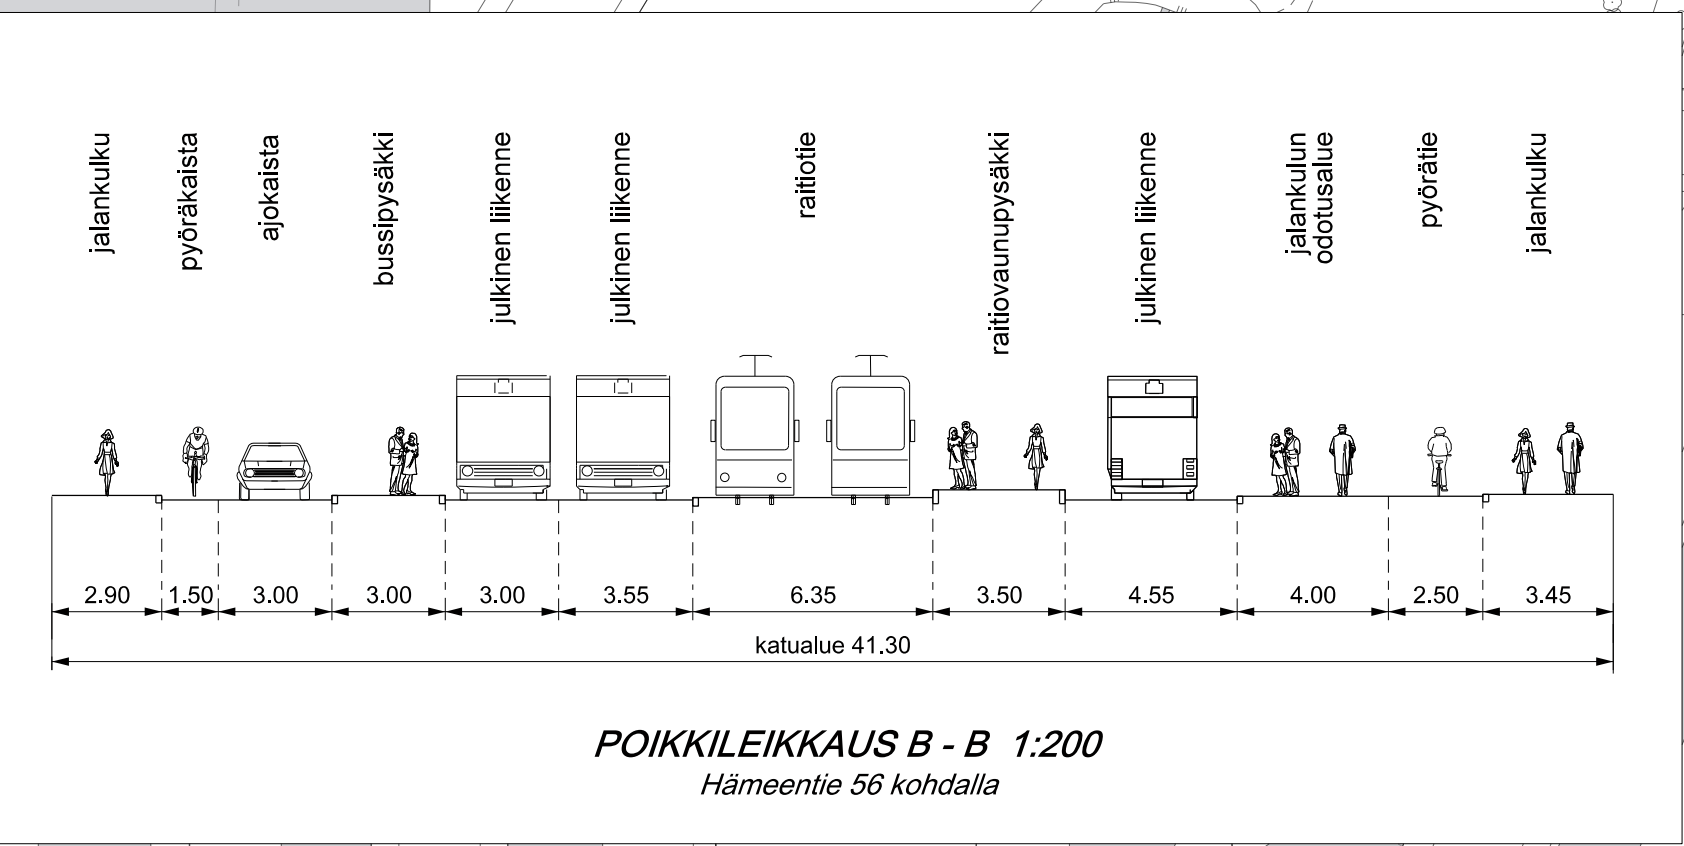 jalankulku
pyöräkaista
ajokaista
bussipysäkki
julkinen liikenne
julkinen liikenne
raitiotie
raitiovaunupysäkki
julkinen liikenne
jalankulun
odotusalue
pyörätie
jalankulku
2.90 1.50 3.00 3.00 3.00 3.55 6.35 3.50 4.55 4.00 2.50 3.45
katualue 41.30
POIKKILEIKKAUS B - B 1:200
Hämeentie 56 kohdalla